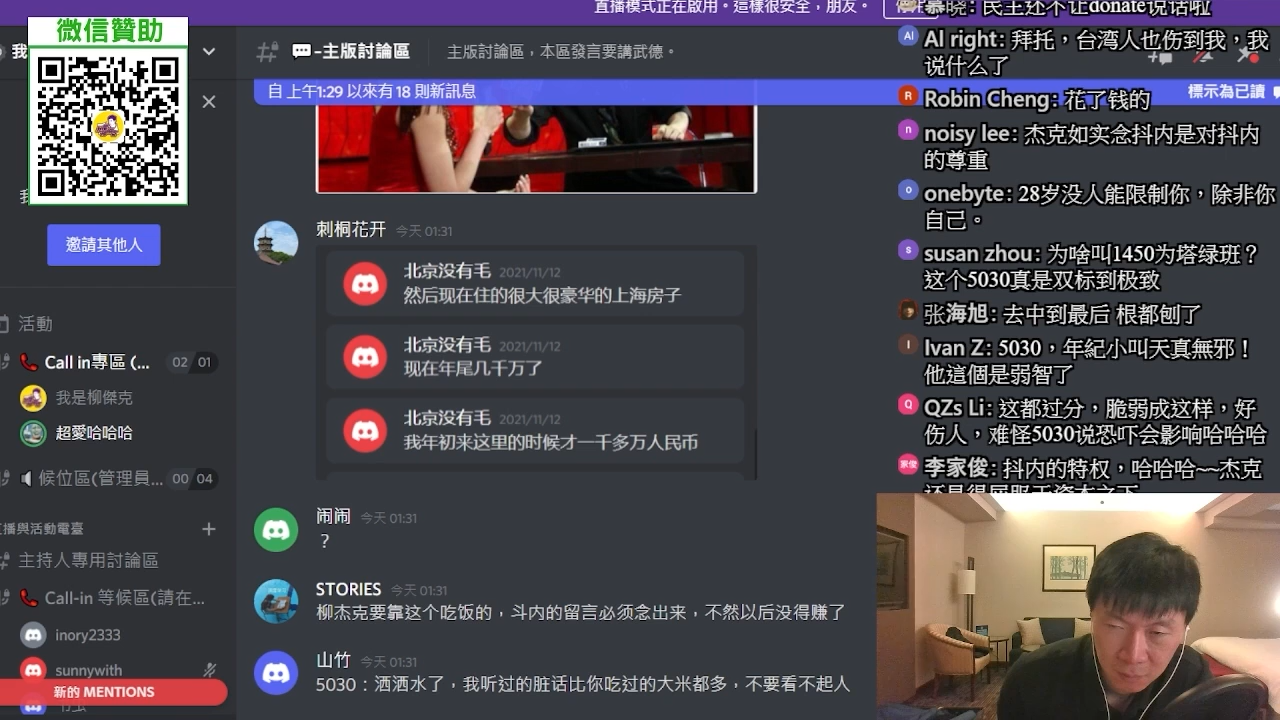 直播模式正在啟用。這樣很安全，朋友。
微信贊助
我
💬-主版討論區
主版討論區，本區發言要講武德。
自 上午1:29 以來有 18 則新訊息
標示為已讀
邀請其他人
活動
Call in專區 (...
02 01
我是柳傑克
超愛哈哈哈
候位區(管理員...
00 04
直播與活動電臺
主持人專用討論區
Call-in 等候區(請在...
inory2333
sunnywith
新的 MENTIONS
刺桐花开 今天 01:31
北京没有毛 2021/11/12
然后现在住的很大很豪华的上海房子
北京没有毛 2021/11/12
现在年尾几千万了
北京没有毛 2021/11/12
我年初来这里的时候才一千多万人民币
闹闹 今天 01:31
？
STORIES 今天 01:31
柳杰克要靠这个吃饭的，斗内的留言必须念出来，不然以后没得赚了
山竹 今天 01:31
5030：洒洒水了，我听过的脏话比你吃过的大米都多，不要看不起人
慕晓: 民主还不让donate说话啦
Al right: 拜托，台湾人也伤到我，我
说什么了
Robin Cheng: 花了钱的
noisy lee: 杰克如实念抖内是对抖内
的尊重
onebyte: 28岁没人能限制你，除非你
自己。
susan zhou: 为啥叫1450为塔绿班？
这个5030真是双标到极致
张海旭: 去中到最后 根都刨了
Ivan Z: 5030，年紀小叫天真無邪！
他這個是弱智了
QZs Li: 这都过分，脆弱成这样，好
伤人，难怪5030说恐吓会影响哈哈哈
李家俊: 抖内的特权，哈哈哈~~杰克